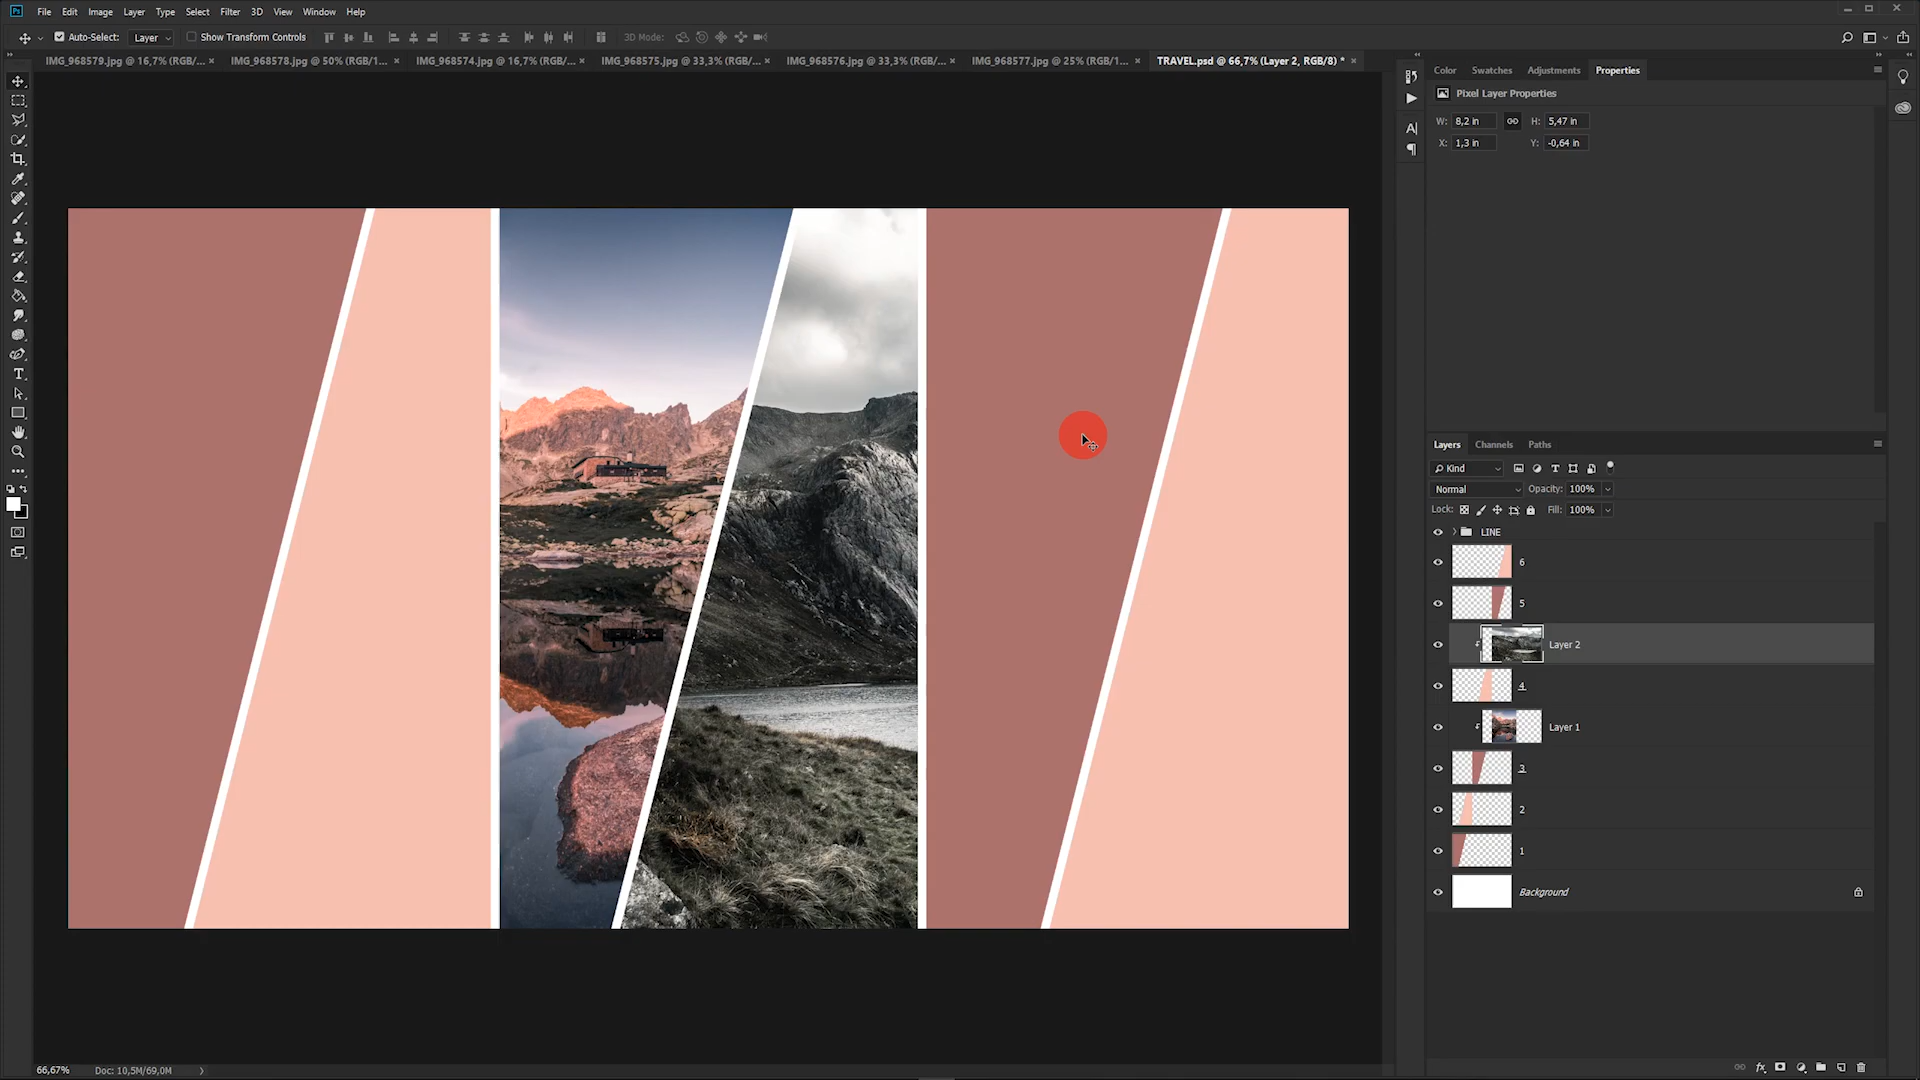 Ps File Edit Image Layer Type Select Filter 3D View Window Help
Auto-Select: Layer Show Transform Controls 3D Mode:
IMG_968579.jpg @ 16,7% (RGB/... × IMG_968578.jpg @ 50% (RGB/1... × IMG_968574.jpg @ 16,7% (RGB/... × IMG_968575.jpg @ 33,3% (RGB/... × IMG_968576.jpg @ 33,3% (RGB/... × IMG_968577.jpg @ 25% (RGB/1... × TRAVEL.psd @ 66,7% (Layer 2, RGB/8) * ×
Color Swatches Adjustments Properties
Pixel Layer Properties
W: 8,2 in H: 5,47 in
X: 1,3 in Y: -0,64 in
Layers Channels Paths
Kind
Normal Opacity: 100%
Lock: Fill: 100%
LINE
6
5
Layer 2
4
Layer 1
3
2
1
Background
66,67% Doc: 10,5M/69,0M